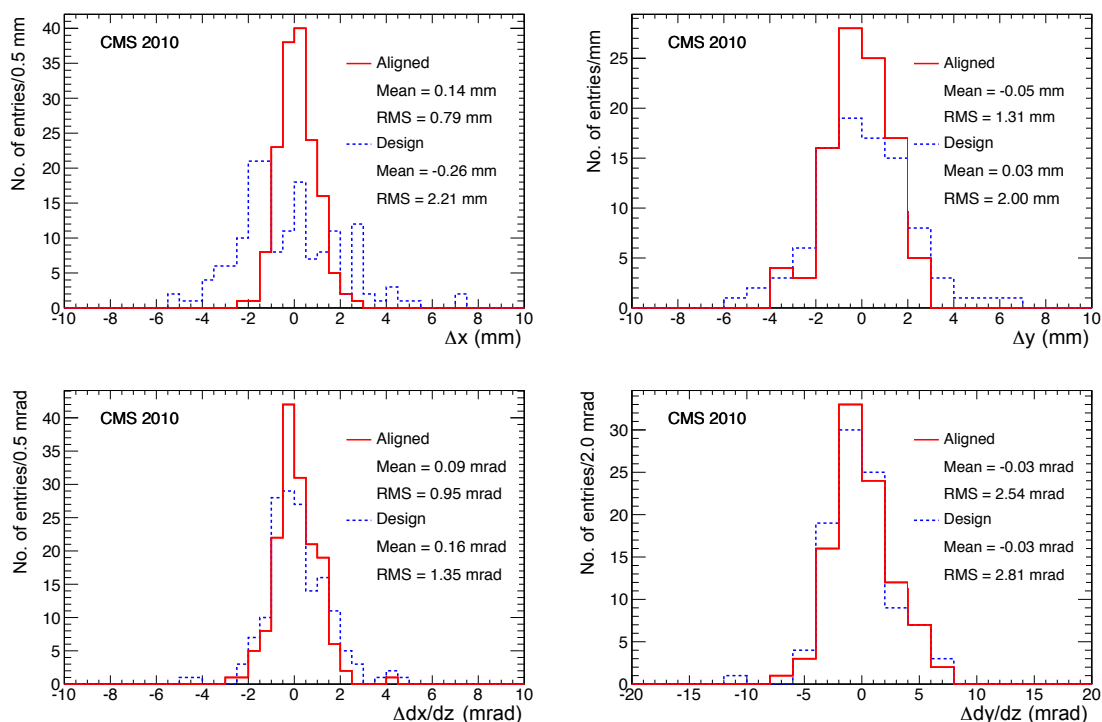 No. of entries/0.5 mm
40
35
30
25
20
15
10
5
0
CMS 2010
Aligned
Mean = 0.14 mm
RMS = 0.79 mm
Design
Mean = -0.26 mm
RMS = 2.21 mm
-10 -8 -6 -4 -2 0 2 4 6 8 10
Δx (mm)
No. of entries/mm
25
20
15
10
5
0
CMS 2010
Aligned
Mean = -0.05 mm
RMS = 1.31 mm
Design
Mean = 0.03 mm
RMS = 2.00 mm
-10 -8 -6 -4 -2 0 2 4 6 8 10
Δy (mm)
No. of entries/0.5 mrad
40
35
30
25
20
15
10
5
0
CMS 2010
Aligned
Mean = 0.09 mrad
RMS = 0.95 mrad
Design
Mean = 0.16 mrad
RMS = 1.35 mrad
-10 -8 -6 -4 -2 0 2 4 6 8 10
Δdx/dz (mrad)
No. of entries/2.0 mrad
30
25
20
15
10
5
0
CMS 2010
Aligned
Mean = -0.03 mrad
RMS = 2.54 mrad
Design
Mean = -0.03 mrad
RMS = 2.81 mrad
-20 -15 -10 -5 0 5 10 15 20
Δdy/dz (mrad)